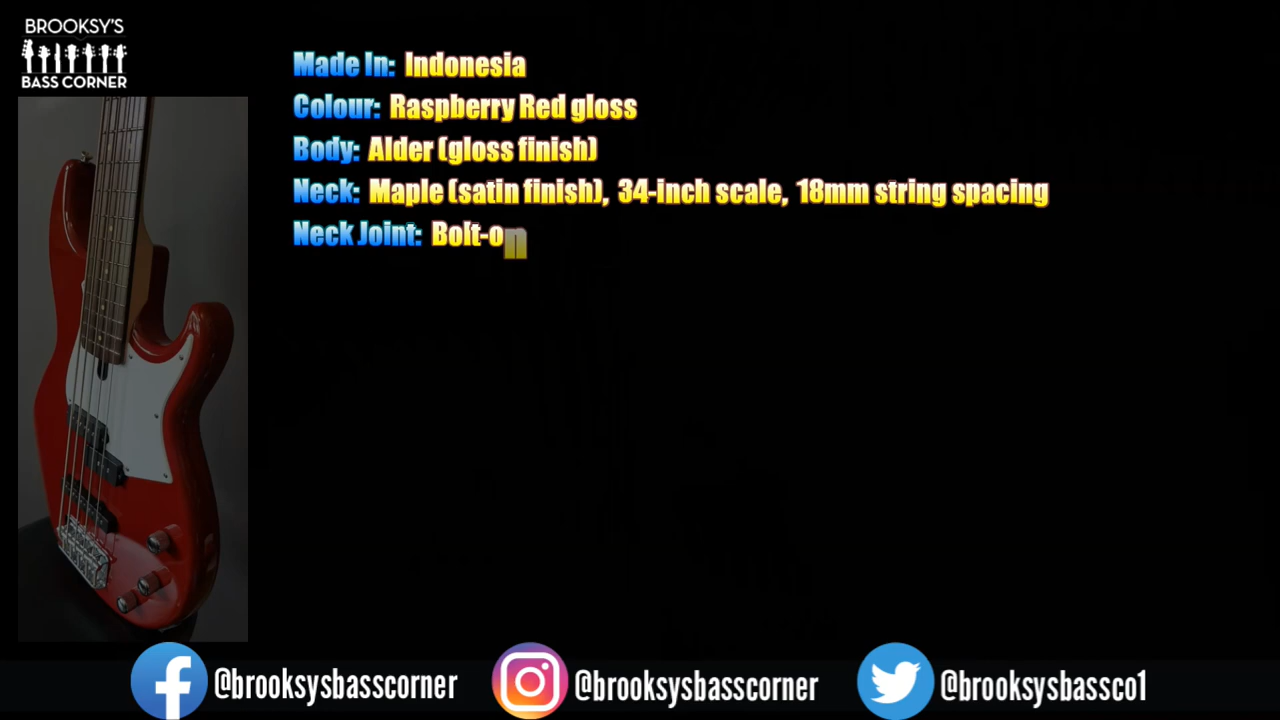 BROOKSY'S
BASS CORNER
Made In: Indonesia
Colour: Raspberry Red gloss
Body: Alder (gloss finish)
Neck: Maple (satin finish), 34-inch scale, 18mm string spacing
Neck Joint: Bolt-on
@brooksysbasscorner
@brooksysbasscorner
@brooksysbassco1